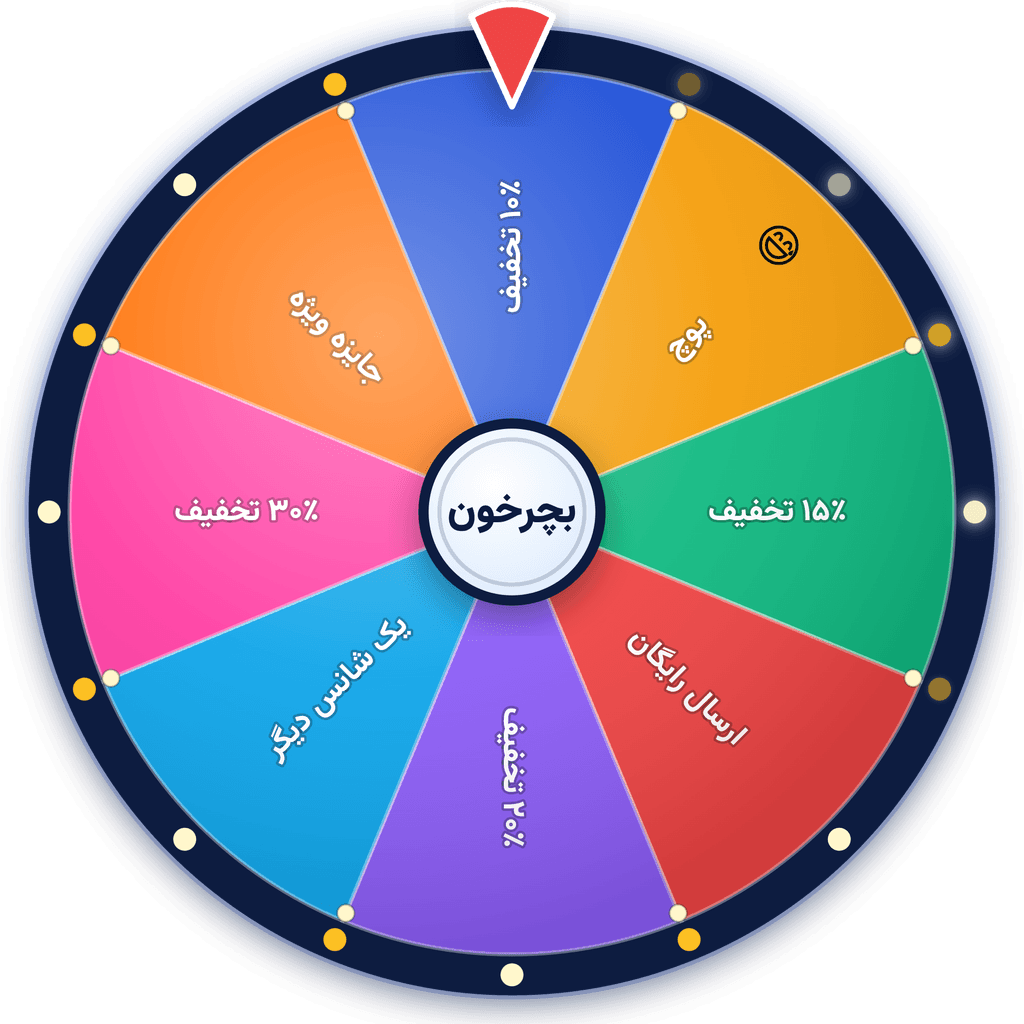 ۱۰٪ تخفیف
پوچ
۱۵٪ تخفیف
ارسال رایگان
۲۰٪ تخفیف
یک شانس دیگر
۳۰٪ تخفیف
جایزه ویژه
بچرخون